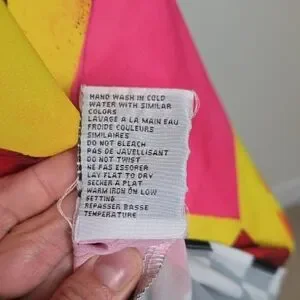 HAND WASH IN COLD
WATER WITH SIMILAR
COLORS
LAVAGE A LA MAIN EAU
FROIDE COULEURS
SIMILAIRES
DO NOT BLEACH
PAS DE JAVELLISANT
DO NOT TWIST
NE PAS ESSORER
LAY FLAT TO DRY
SECHER A PLAT
WARM IRON ON LOW
SETTING
REPASSER BASSE
TEMPERATURE